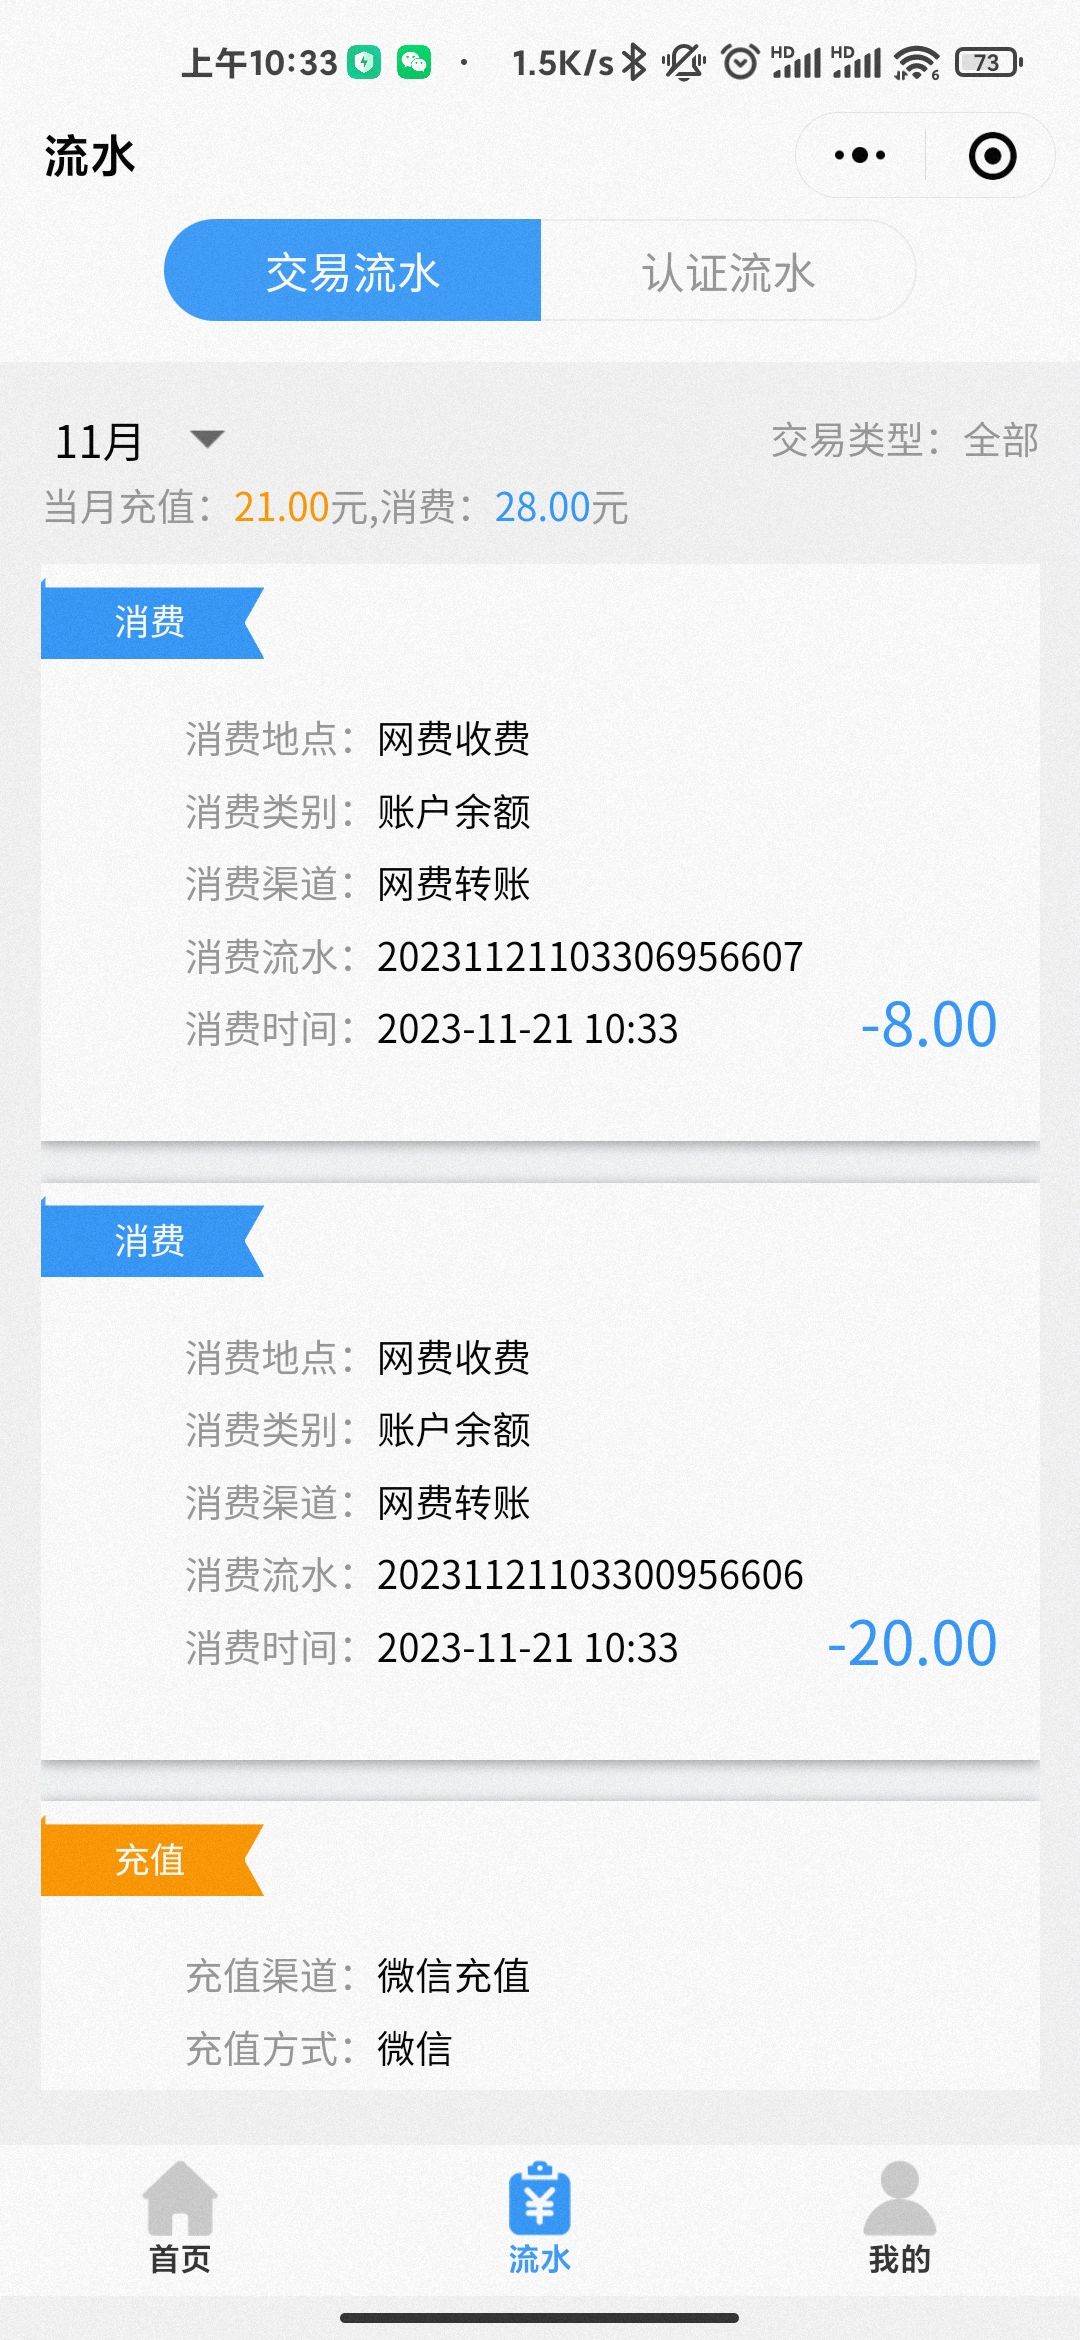 上午10:33 · 1.5K/s HD HD 6 73
流水
交易流水 认证流水
11月 交易类型：全部
当月充值：21.00元,消费：28.00元
消费
消费地点：网费收费
消费类别：账户余额
消费渠道：网费转账
消费流水：20231121103306956607
消费时间：2023-11-21 10:33 -8.00
消费
消费地点：网费收费
消费类别：账户余额
消费渠道：网费转账
消费流水：20231121103300956606
消费时间：2023-11-21 10:33 -20.00
充值
充值渠道：微信充值
充值方式：微信
首页 流水 我的